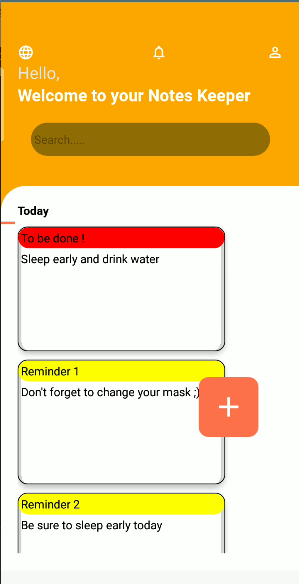 Hello,
Welcome to your Notes Keeper
Search.....
Today
To be done !
Sleep early and drink water
Reminder 1
Don't forget to change your mask ;)
Reminder 2
Be sure to sleep early today